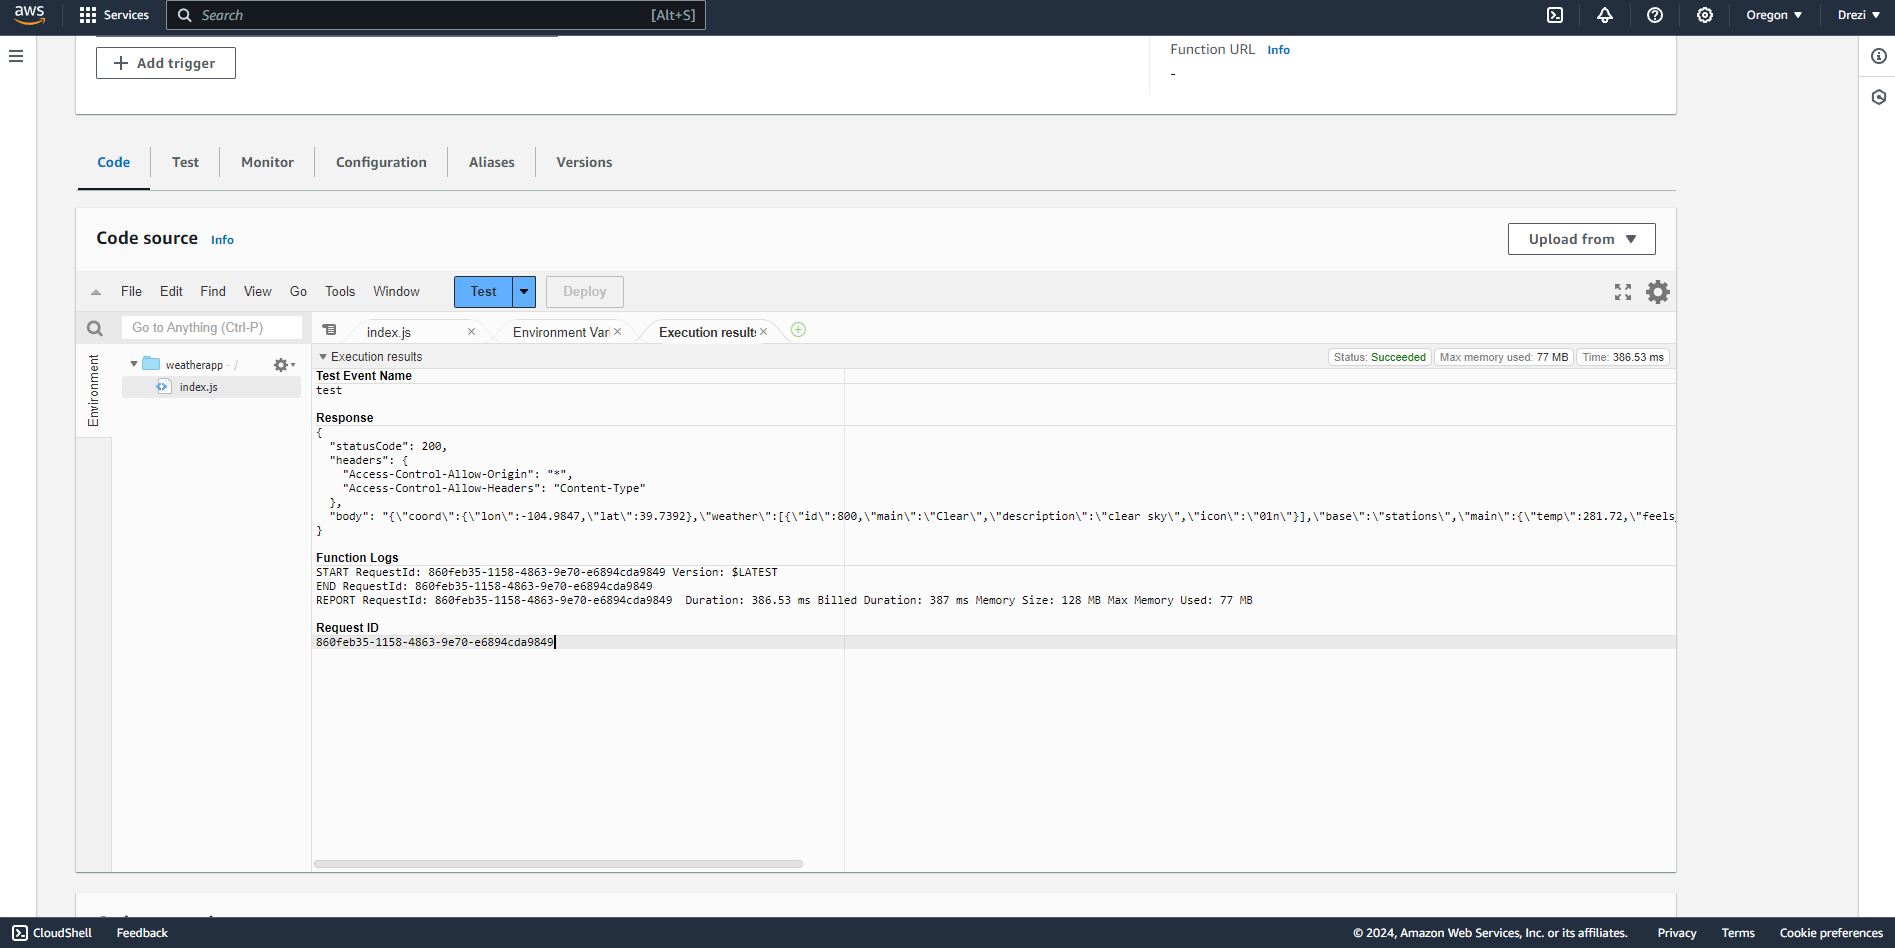 aws Services Search [Alt+S] Oregon Drezi
Add trigger
Function URL Info
-
Code Test Monitor Configuration Aliases Versions
Code source Info
Upload from
File Edit Find View Go Tools Window Test Deploy
Go to Anything (Ctrl-P)
index.js Environment Vari Execution results
Environment
weatherapp - /
index.js
Execution results
Status: Succeeded Max memory used: 77 MB Time: 386.53 ms
Test Event Name
test
Response
{
"statusCode": 200,
"headers": {
"Access-Control-Allow-Origin": "*",
"Access-Control-Allow-Headers": "Content-Type"
},
"body": "{\"coord\":{\"lon\":-104.9847,\"lat\":39.7392},\"weather\":[{\"id\":800,\"main\":\"Clear\",\"description\":\"clear sky\",\"icon\":\"01n\"}],\"base\":\"stations\",\"main\":{\"temp\":281.72,\"feels_
}
Function Logs
START RequestId: 860feb35-1158-4863-9e70-e6894cda9849 Version: $LATEST
END RequestId: 860feb35-1158-4863-9e70-e6894cda9849
REPORT RequestId: 860feb35-1158-4863-9e70-e6894cda9849 Duration: 386.53 ms Billed Duration: 387 ms Memory Size: 128 MB Max Memory Used: 77 MB
Request ID
860feb35-1158-4863-9e70-e6894cda9849
CloudShell Feedback © 2024, Amazon Web Services, Inc. or its affiliates. Privacy Terms Cookie preferences